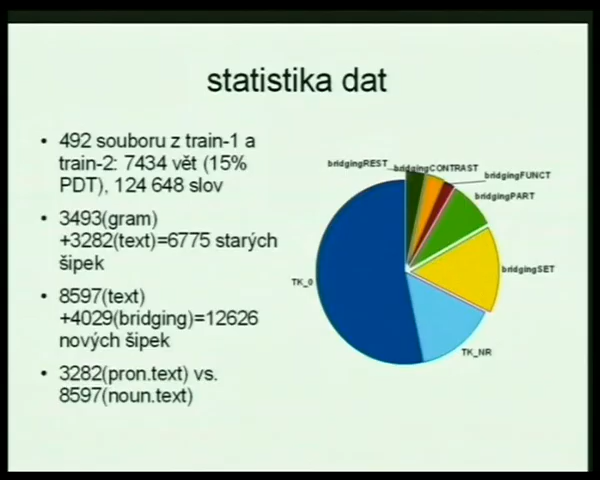 statistika dat
• 492 souboru z train-1 a
train-2: 7434 vět (15%
PDT), 124 648 slov
• 3493(gram)
+3282(text)=6775 starých
šipek
• 8597(text)
+4029(bridging)=12626
nových šipek
• 3282(pron.text) vs.
8597(noun.text)
bridgingREST
bridgingCONTRAST
bridgingFUNCT
bridgingPART
bridgingSET
TK_NR
TK_0